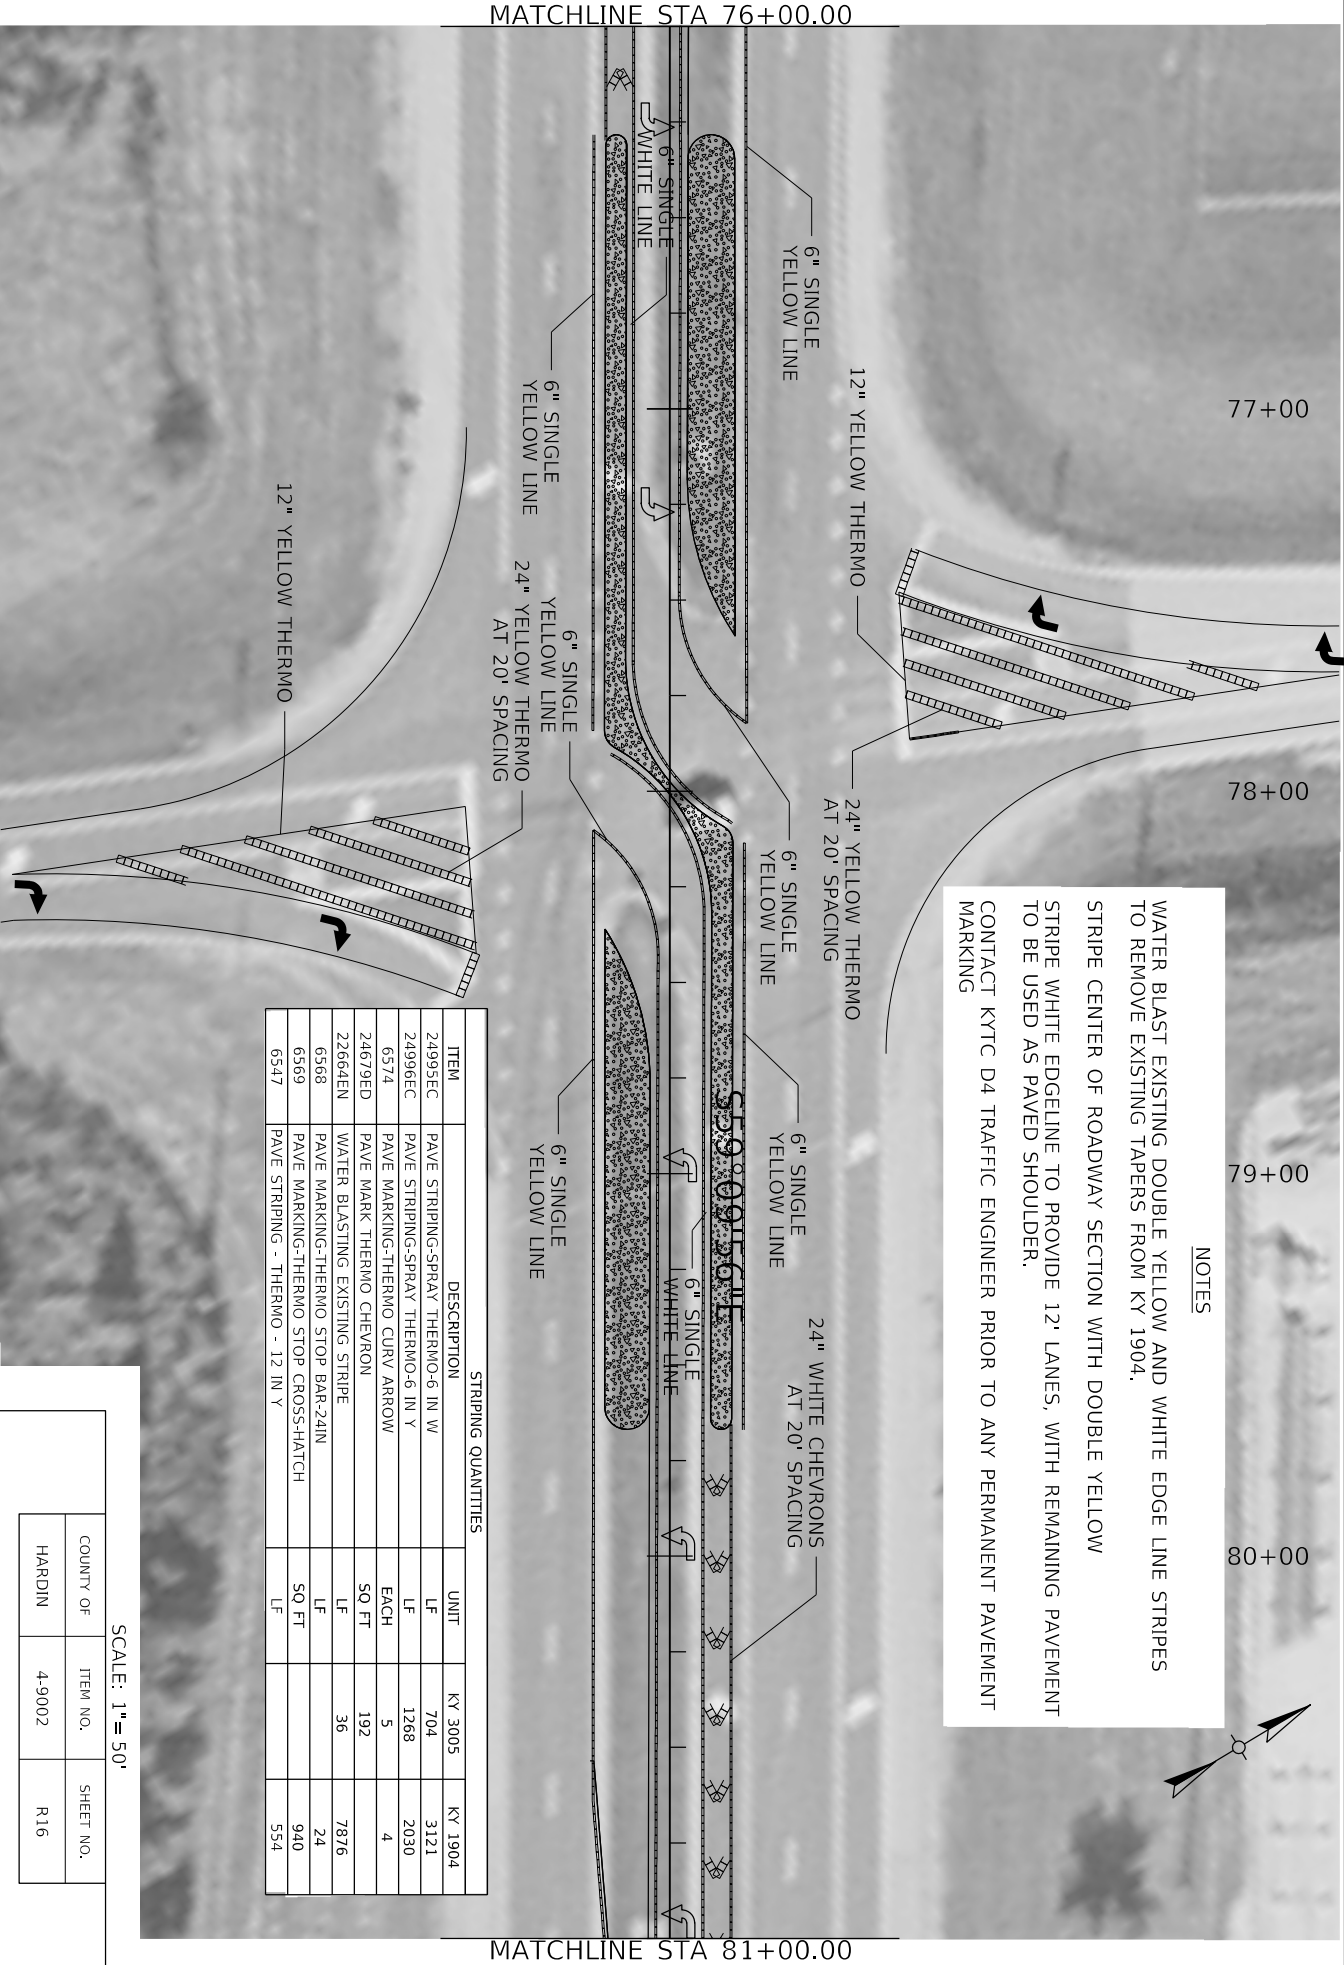 MATCHLINE STA 76+00.00
6" SINGLE
WHITE LINE
6" SINGLE
YELLOW LINE
6" SINGLE
YELLOW LINE
12" YELLOW THERMO
77+00
12" YELLOW THERMO
24" YELLOW THERMO
AT 20' SPACING
6" SINGLE
YELLOW LINE
78+00
24" YELLOW THERMO
AT 20' SPACING
6" SINGLE
YELLOW LINE
6" SINGLE
YELLOW LINE
6" SINGLE
YELLOW LINE
S59°09'56"E
79+00
6" SINGLE
WHITE LINE
24" WHITE CHEVRONS
AT 20' SPACING
80+00
NOTES
WATER BLAST EXISTING DOUBLE YELLOW AND WHITE EDGE LINE STRIPES
TO REMOVE EXISTING TAPERS FROM KY 1904.
STRIPE CENTER OF ROADWAY SECTION WITH DOUBLE YELLOW
STRIPE WHITE EDGELINE TO PROVIDE 12' LANES, WITH REMAINING PAVEMENT
TO BE USED AS PAVED SHOULDER.
CONTACT KYTC D4 TRAFFIC ENGINEER PRIOR TO ANY PERMANENT PAVEMENT
MARKING
STRIPING QUANTITIES
ITEM DESCRIPTION UNIT KY 3005 KY 1904
24995EC PAVE STRIPING-SPRAY THERMO-6 IN W LF 704 3121
24996EC PAVE STRIPING-SPRAY THERMO-6 IN Y LF 1268 2030
6574 PAVE MARKING-THERMO CURV ARROW EACH 5 4
24679ED PAVE MARK THERMO CHEVRON SQ FT 192
22664EN WATER BLASTING EXISTING STRIPE LF 36 7876
6568 PAVE MARKING-THERMO STOP BAR-24IN LF 24
6569 PAVE MARKING-THERMO STOP CROSS-HATCH SQ FT 940
6547 PAVE STRIPING - THERMO - 12 IN Y LF 554
SCALE: 1"=50'
COUNTY OF ITEM NO. SHEET NO.
HARDIN 4-9002 R16
MATCHLINE STA 81+00.00